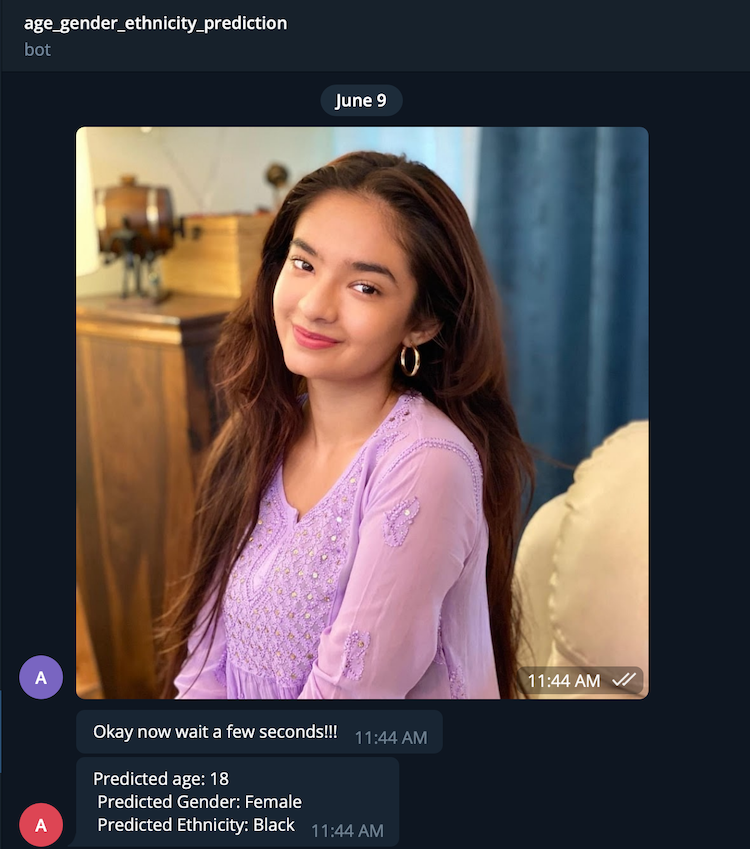 age_gender_ethnicity_prediction
bot
June 9
11:44 AM
A
Okay now wait a few seconds!!! 11:44 AM
Predicted age: 18
Predicted Gender: Female
A Predicted Ethnicity: Black 11:44 AM